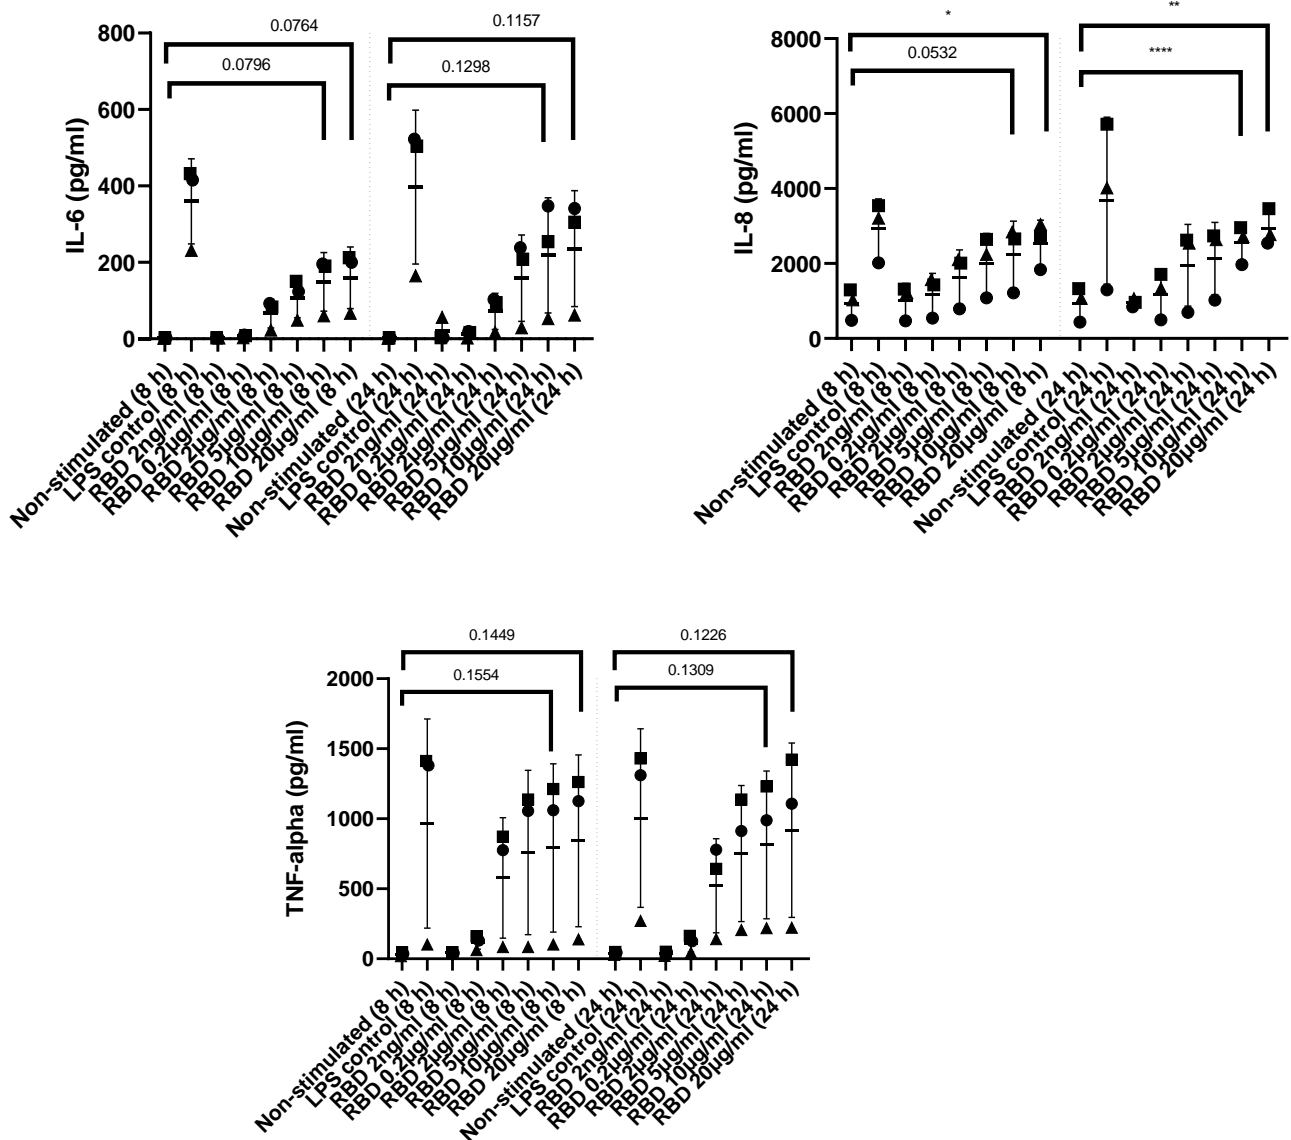 0.1157
0.0764
0.1298
0.0796
800
600
400
200
0
IL-6 (pg/ml)
Non-stimulated (8 h)
LPS control (8 h)
RBD 2ng/ml (8 h)
RBD 0.2µg/ml (8 h)
RBD 2µg/ml (8 h)
RBD 5µg/ml (8 h)
RBD 10µg/ml (8 h)
RBD 20µg/ml (8 h)
Non-stimulated (24 h)
LPS control (24 h)
RBD 2ng/ml (24 h)
RBD 0.2µg/ml (24 h)
RBD 2µg/ml (24 h)
RBD 5µg/ml (24 h)
RBD 10µg/ml (24 h)
RBD 20µg/ml (24 h)
**
*
****
0.0532
8000
6000
4000
2000
0
IL-8 (pg/ml)
Non-stimulated (8 h)
LPS control (8 h)
RBD 2ng/ml (8 h)
RBD 0.2µg/ml (8 h)
RBD 2µg/ml (8 h)
RBD 5µg/ml (8 h)
RBD 10µg/ml (8 h)
RBD 20µg/ml (8 h)
Non-stimulated (24 h)
LPS control (24 h)
RBD 2ng/ml (24 h)
RBD 0.2µg/ml (24 h)
RBD 2µg/ml (24 h)
RBD 5µg/ml (24 h)
RBD 10µg/ml (24 h)
RBD 20µg/ml (24 h)
0.1449
0.1226
0.1554
0.1309
2000
1500
1000
500
0
TNF-alpha (pg/ml)
Non-stimulated (8 h)
LPS control (8 h)
RBD 2ng/ml (8 h)
RBD 0.2µg/ml (8 h)
RBD 2µg/ml (8 h)
RBD 5µg/ml (8 h)
RBD 10µg/ml (8 h)
RBD 20µg/ml (8 h)
Non-stimulated (24 h)
LPS control (24 h)
RBD 2ng/ml (24 h)
RBD 0.2µg/ml (24 h)
RBD 2µg/ml (24 h)
RBD 5µg/ml (24 h)
RBD 10µg/ml (24 h)
RBD 20µg/ml (24 h)